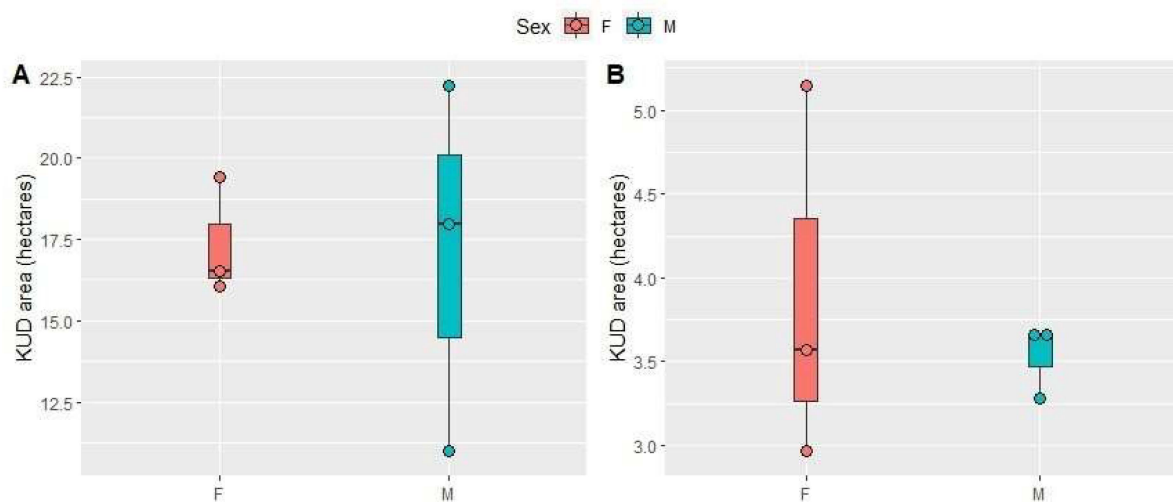 Sex F M
A
KUD area (hectares)
22.5
20.0
17.5
15.0
12.5
F M
B
KUD area (hectares)
5.0
4.5
4.0
3.5
3.0
F M